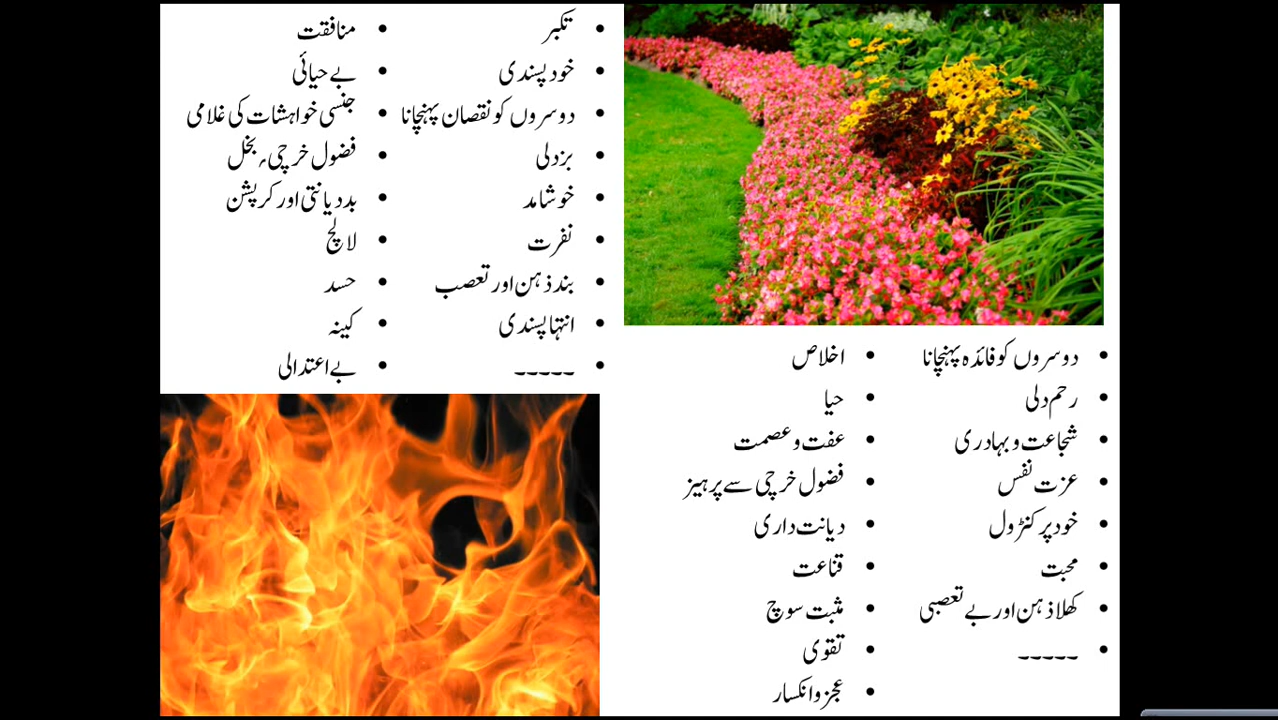 تکبر
خود پسندی
دوسروں کو نقصان پہنچانا
بزدلی
خوشامد
نفرت
بند ذہن اور تعصب
انتہا پسندی
-----
منافقت
بے حیائی
جنسی خواہشات کی غلامی
فضول خرچی، بخل
بددیانتی اور کرپشن
لالچ
حسد
کینہ
بے اعتدالی
دوسروں کو فائدہ پہنچانا
رحم دلی
شجاعت و بہادری
عزت نفس
خود پر کنٹرول
محبت
کھلا ذہن اور بے تعصبی
-----
اخلاص
حیا
عفت و عصمت
فضول خرچی سے پرہیز
دیانت داری
قناعت
مثبت سوچ
تقوی
عجز و انکسار